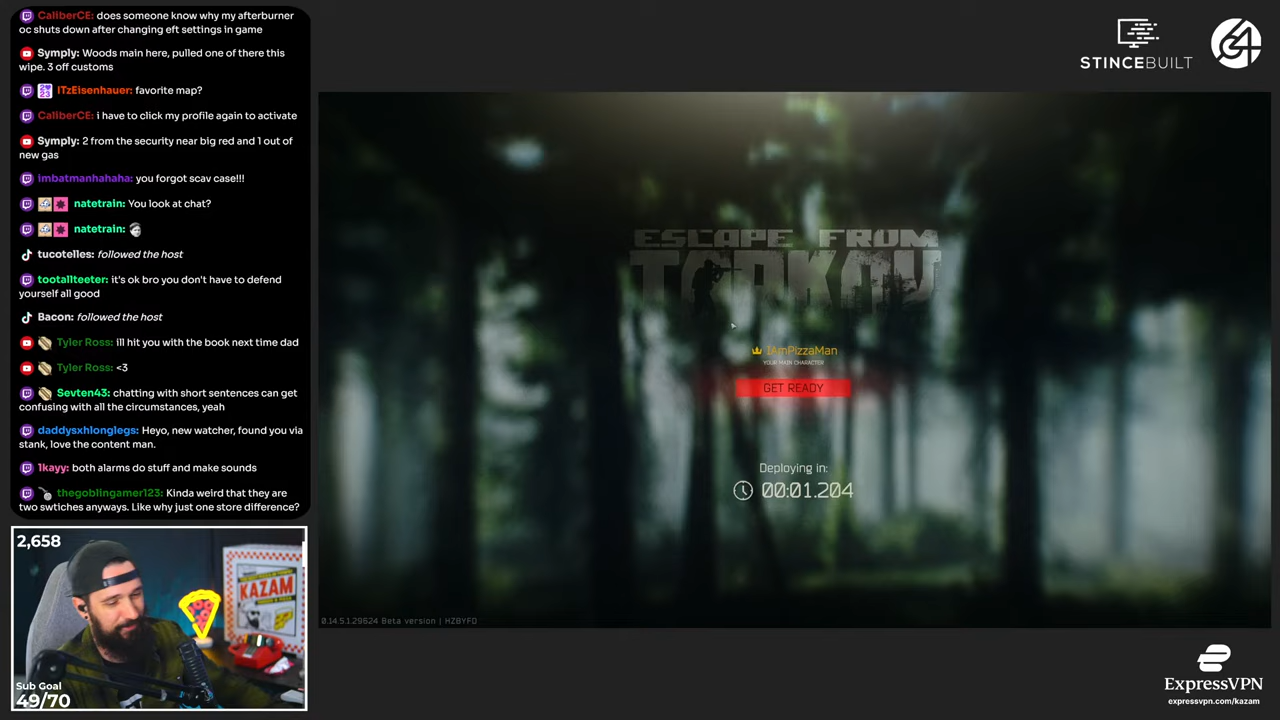 CaliberCE: does someone know why my afterburner
oc shuts down after changing eft settings in game
Symply: Woods main here, pulled one of there this
wipe. 3 off customs
ITzEisenhauer: favorite map?
CaliberCE: i have to click my profile again to activate
Symply: 2 from the security near big red and 1 out of
new gas
imbatmanhahaha: you forgot scav case!!!
natetrain: You look at chat?
natetrain:
tucotelles: followed the host
tootallteeter: it's ok bro you don't have to defend
yourself all good
Bacon: followed the host
Tyler Ross: ill hit you with the book next time dad
Tyler Ross: <3
Sevten43: chatting with short sentences can get
confusing with all the circumstances, yeah
daddysxhlonglegs: Heyo, new watcher, found you via
stank, love the content man.
1kayy: both alarms do stuff and make sounds
thegoblingamer123: Kinda weird that they are
two swtiches anyways. Like why just one store difference?
2,658
KAZAM
Sub Goal
49/70
STINCEBUILT
G4
ESCAPE FROM
TARKOV
IAmPizzaMan
YOUR MAIN CHARACTER
GET READY
Deploying in:
00:01.204
0.14.5.1.29624 Beta version | HZBYFD
ExpressVPN
expressvpn.com/kazam